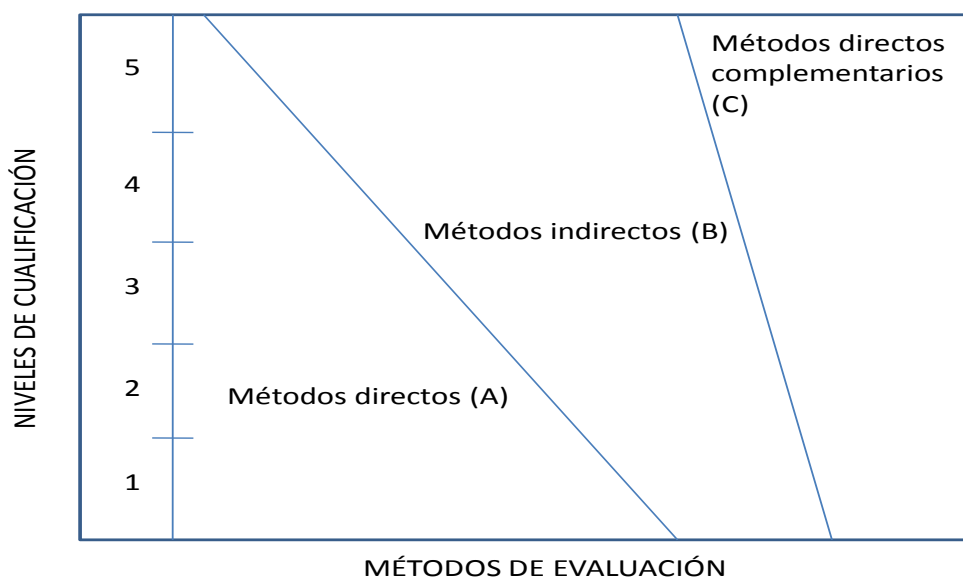 NIVELES DE CUALIFICACIÓN
5
4
3
2
1
Métodos directos
complementarios
(C)
Métodos indirectos (B)
Métodos directos (A)
MÉTODOS DE EVALUACIÓN